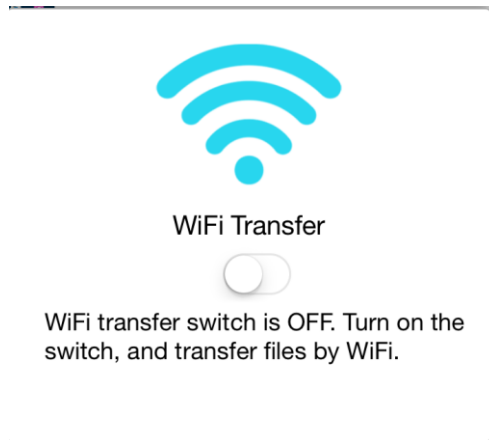 WiFi Transfer
WiFi transfer switch is OFF. Turn on the
switch, and transfer files by WiFi.